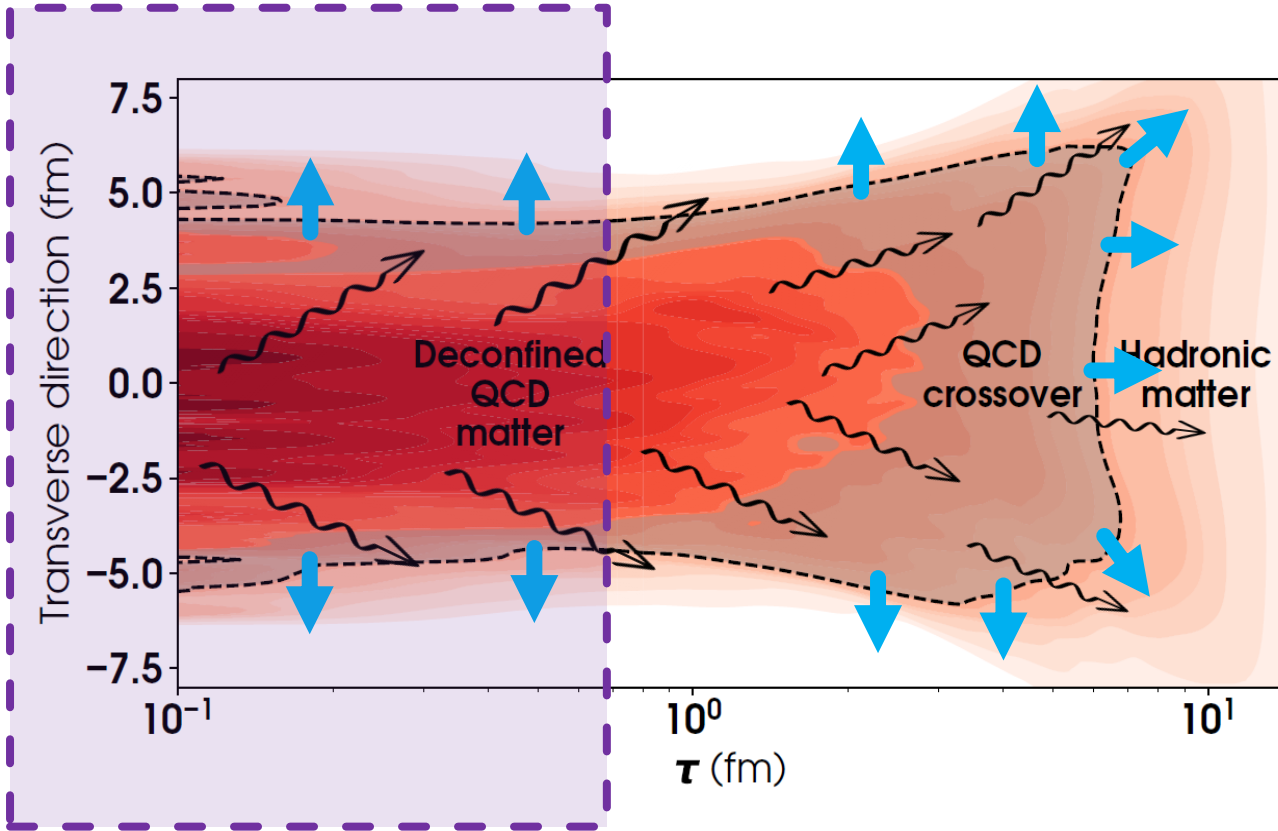 Transverse direction (fm)
7.5
5.0
2.5
0.0
−2.5
−5.0
−7.5
Deconfined
QCD
matter
QCD
crossover
Hadronic
matter
10⁻¹
10⁰
10¹
τ (fm)